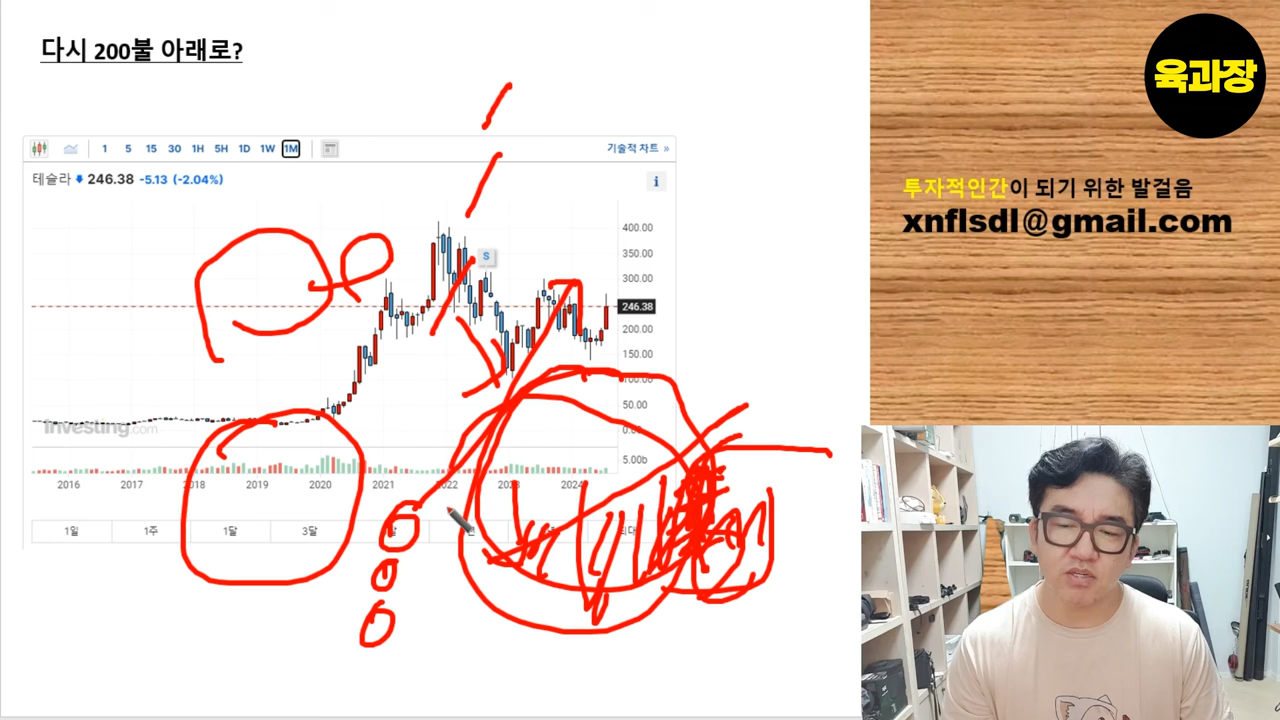 다시 200불 아래로?
육과장
1 5 15 30 1H 5H 1D 1W 1M
기술적 차트 »
테슬라 246.38 -5.13 (-2.04%)
i
투자적인간이 되기 위한 발걸음
xnflsdl@gmail.com
S
400.00
350.00
300.00
246.38
200.00
150.00
100.00
50.00
0.00
Investing.com
5.00b
2016 2017 2018 2019 2020 2021 2022 2023 2024
1일 1주 1달 3달